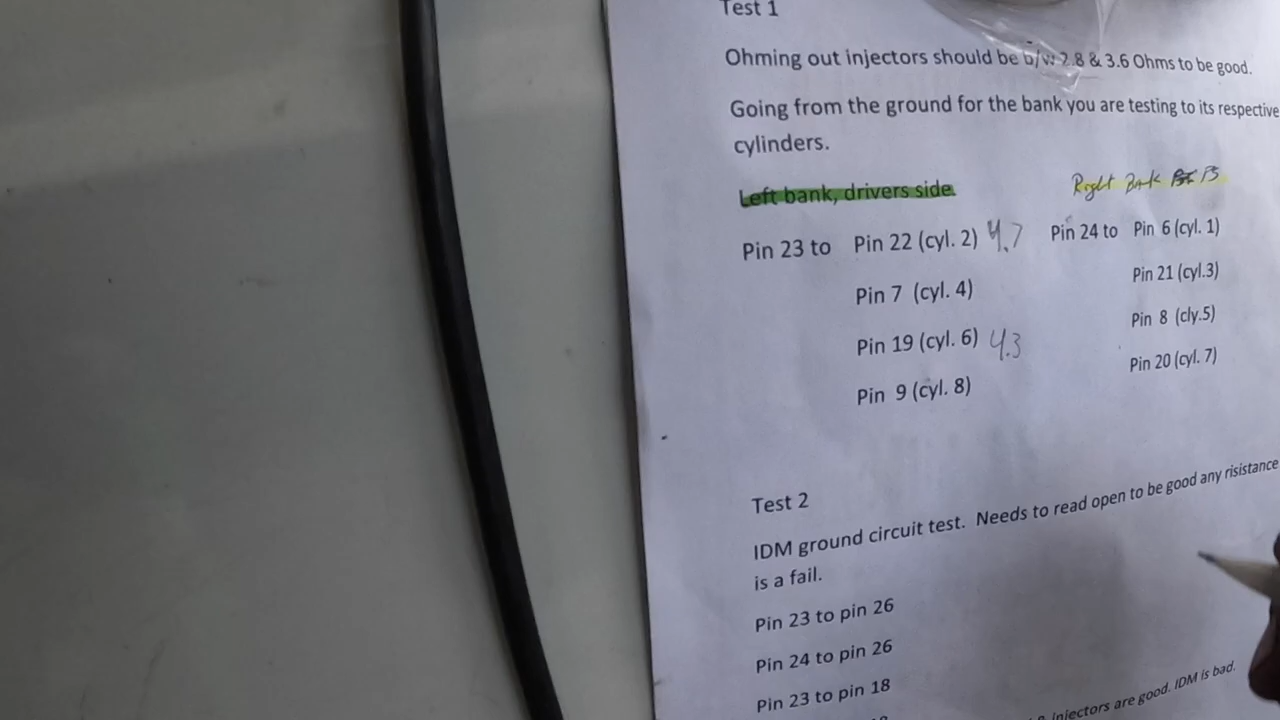 Test 1
Ohming out injectors should be b/w 2.8 & 3.6 Ohms to be good.
Going from the ground for the bank you are testing to its respective
cylinders.
Left bank, drivers side. Right Bank
Pin 23 to Pin 22 (cyl. 2) 4.7 Pin 24 to Pin 6 (cyl. 1)
Pin 7 (cyl. 4) Pin 21 (cyl.3)
Pin 19 (cyl. 6) 4.3 Pin 8 (cly.5)
Pin 9 (cyl. 8) Pin 20 (cyl. 7)
Test 2
IDM ground circuit test. Needs to read open to be good any risistance
is a fail.
Pin 23 to pin 26
Pin 24 to pin 26
Pin 23 to pin 18
injectors are good. IDM is bad.